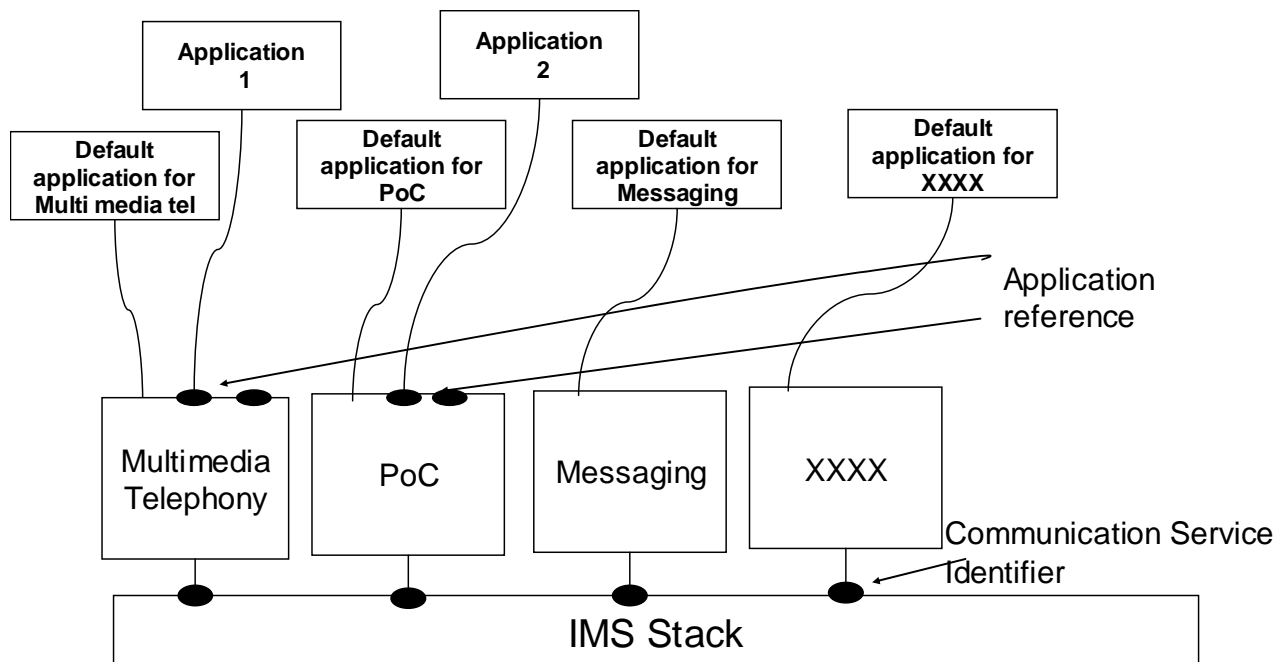 Application
1
Application
2
Default
application for
Multi media tel
Default
application for
PoC
Default
application for
Messaging
Default
application for
XXXX
Application
reference
Multimedia
Telephony
PoC
Messaging
XXXX
Communication Service
Identifier
IMS Stack